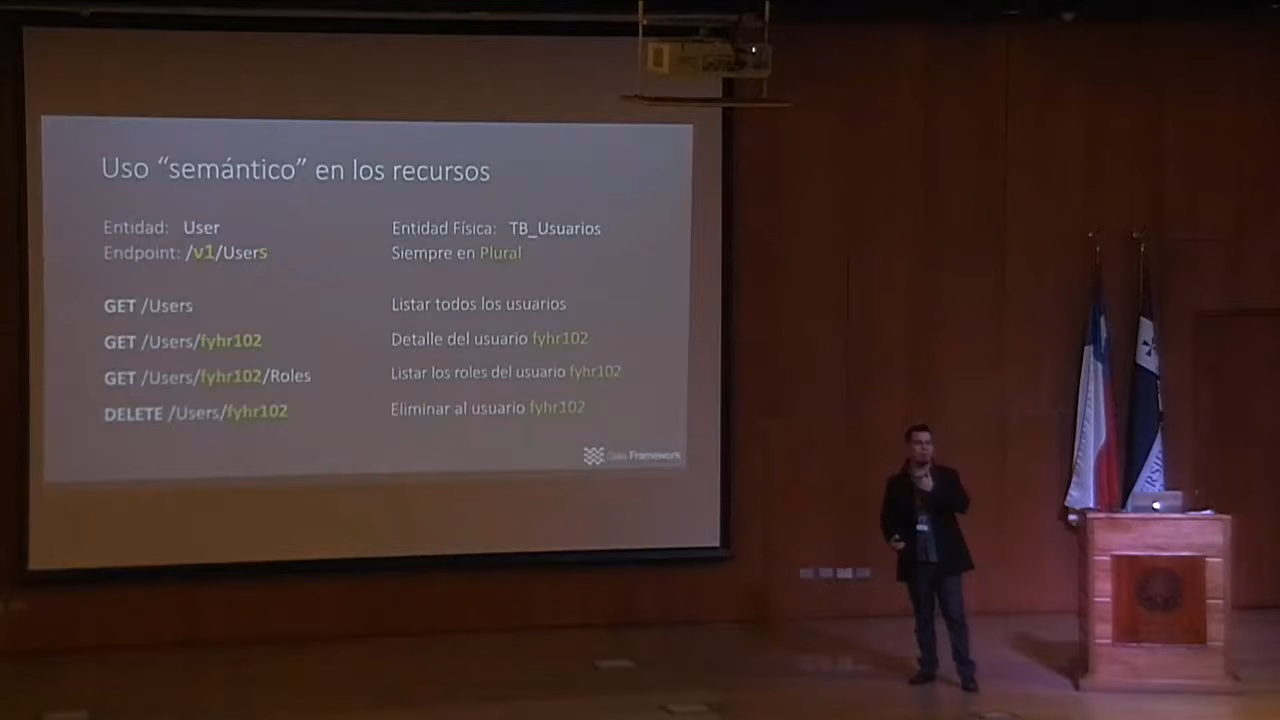 Uso “semántico” en los recursos
Entidad: User
Endpoint: /v1/Users
Entidad Física: TB_Usuarios
Siempre en Plural
GET /Users
Listar todos los usuarios
GET /Users/fyhr102
Detalle del usuario fyhr102
GET /Users/fyhr102/Roles
Listar los roles del usuario fyhr102
DELETE /Users/fyhr102
Eliminar al usuario fyhr102
Framework